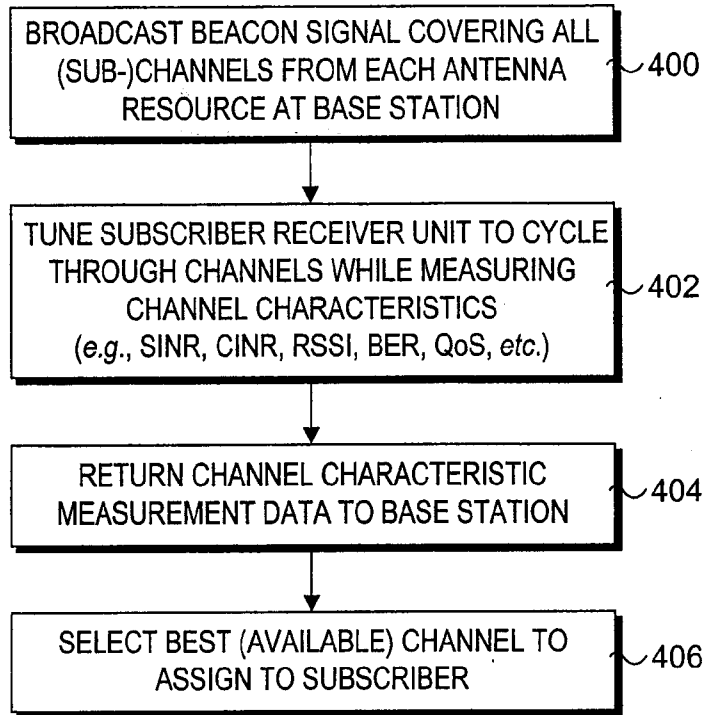 BROADCAST BEACON SIGNAL COVERING ALL
(SUB-)CHANNELS FROM EACH ANTENNA
RESOURCE AT BASE STATION
400
TUNE SUBSCRIBER RECEIVER UNIT TO CYCLE
THROUGH CHANNELS WHILE MEASURING
CHANNEL CHARACTERISTICS
(e.g., SINR, CINR, RSSI, BER, QoS, etc.)
402
RETURN CHANNEL CHARACTERISTIC
MEASUREMENT DATA TO BASE STATION
404
SELECT BEST (AVAILABLE) CHANNEL TO
ASSIGN TO SUBSCRIBER
406